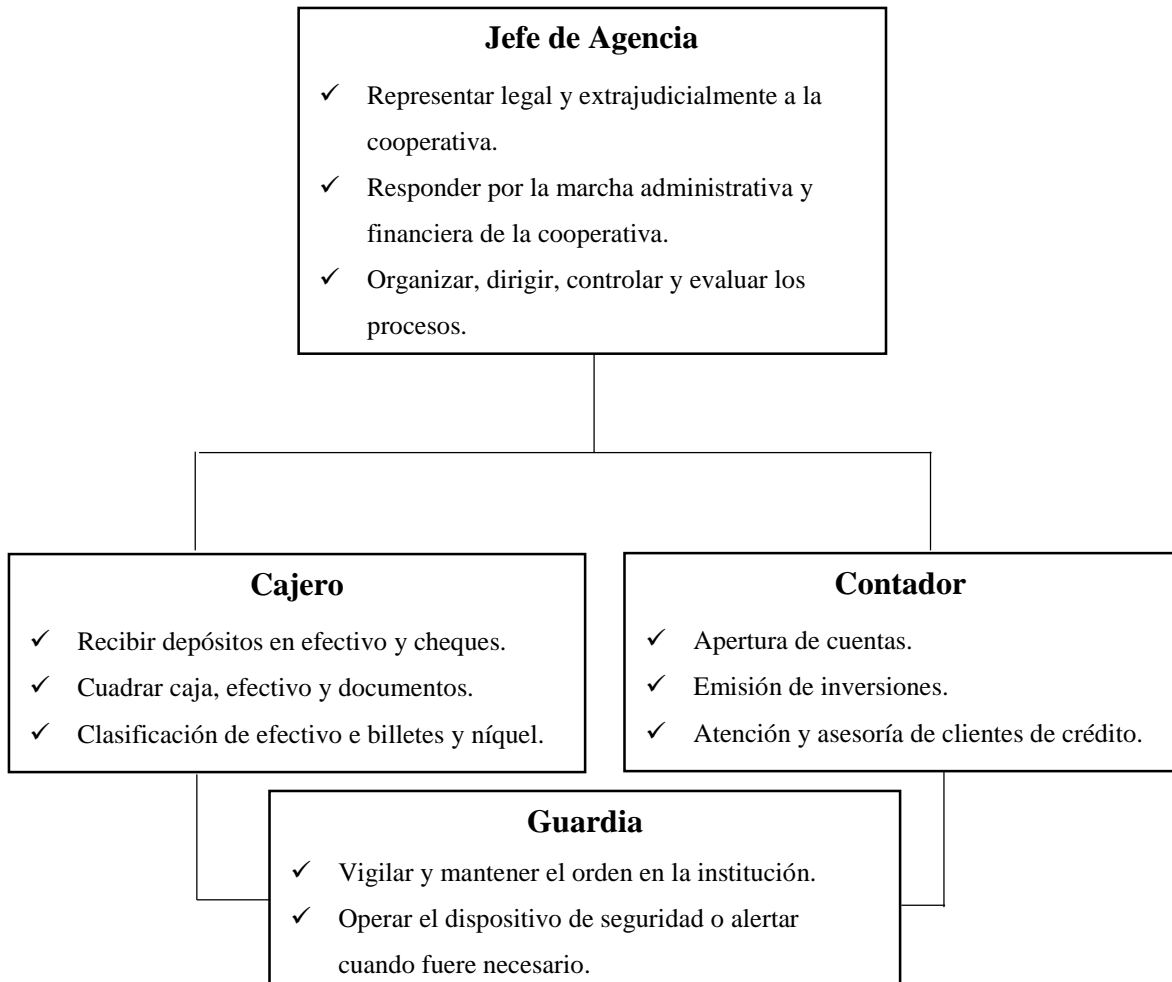 Jefe de Agencia
✓ Representar legal y extrajudicialmente a la
cooperativa.
✓ Responder por la marcha administrativa y
financiera de la cooperativa.
✓ Organizar, dirigir, controlar y evaluar los
procesos.
Cajero
✓ Recibir depósitos en efectivo y cheques.
✓ Cuadrar caja, efectivo y documentos.
✓ Clasificación de efectivo e billetes y níquel.
Contador
✓ Apertura de cuentas.
✓ Emisión de inversiones.
✓ Atención y asesoría de clientes de crédito.
Guardia
✓ Vigilar y mantener el orden en la institución.
✓ Operar el dispositivo de seguridad o alertar
cuando fuere necesario.